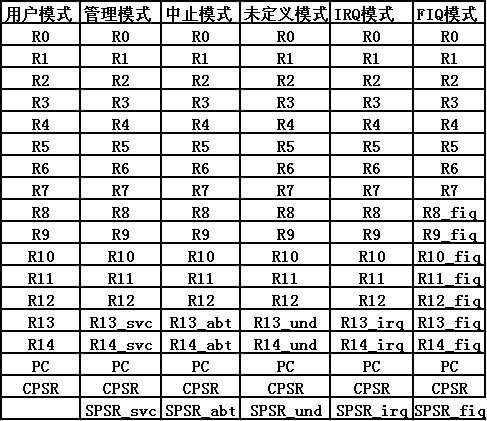 用户模式 管理模式 中止模式 未定义模式 IRQ模式 FIQ模式
R0 R0 R0 R0 R0 R0
R1 R1 R1 R1 R1 R1
R2 R2 R2 R2 R2 R2
R3 R3 R3 R3 R3 R3
R4 R4 R4 R4 R4 R4
R5 R5 R5 R5 R5 R5
R6 R6 R6 R6 R6 R6
R7 R7 R7 R7 R7 R7
R8 R8 R8 R8 R8 R8_fiq
R9 R9 R9 R9 R9 R9_fiq
R10 R10 R10 R10 R10 R10_fiq
R11 R11 R11 R11 R11 R11_fiq
R12 R12 R12 R12 R12 R12_fiq
R13 R13_svc R13_abt R13_und R13_irq R13_fiq
R14 R14_svc R14_abt R14_und R14_irq R14_fiq
PC PC PC PC PC PC
CPSR CPSR CPSR CPSR CPSR CPSR
SPSR_svc SPSR_abt SPSR_und SPSR_irq SPSR_fiq